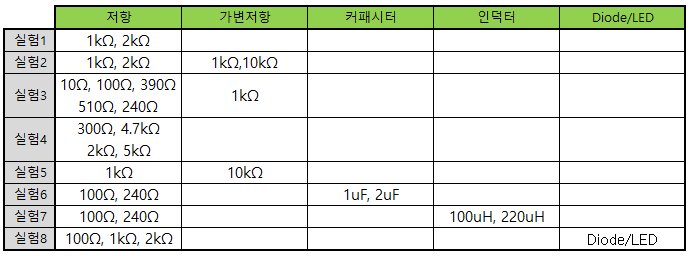 저항 가변저항 커패시터 인덕터 Diode/LED
실험1 1kΩ, 2kΩ
실험2 1kΩ, 2kΩ 1kΩ,10kΩ
실험3 10Ω, 100Ω, 390Ω
510Ω, 240Ω 1kΩ
실험4 300Ω, 4.7kΩ
2kΩ, 5kΩ
실험5 1kΩ 10kΩ
실험6 100Ω, 240Ω 1uF, 2uF
실험7 100Ω, 240Ω 100uH, 220uH
실험8 100Ω, 1kΩ, 2kΩ Diode/LED